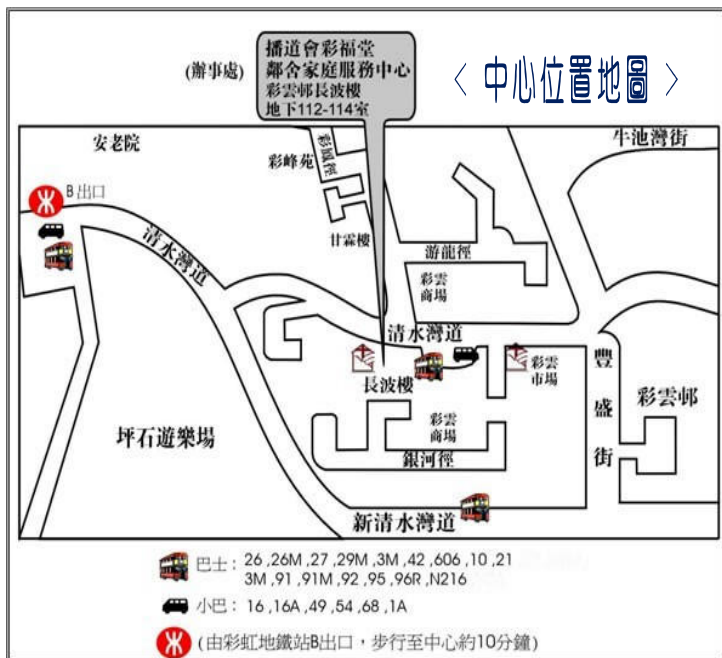 (辦事處)
播道會彩福堂
鄰舍家庭服務中心
彩雲邨長波樓
地下112-114室
〈 中心位置地圖 〉
安老院
彩鳳徑
彩峰苑
牛池灣街
B出口
甘霖樓
清水灣道
游龍徑
彩雲
商場
清水灣道
長波樓
彩雲
市場
豐盛街
彩雲邨
坪石遊樂場
彩雲
商場
銀河徑
新清水灣道
巴士：26 ,26M ,27 ,29M ,3M ,42 ,606 ,10 ,21
3M ,91 ,91M ,92 ,95 ,96R ,N216
小巴：16 ,16A ,49 ,54 ,68 ,1A
(由彩虹地鐵站B出口，步行至中心約10分鐘)